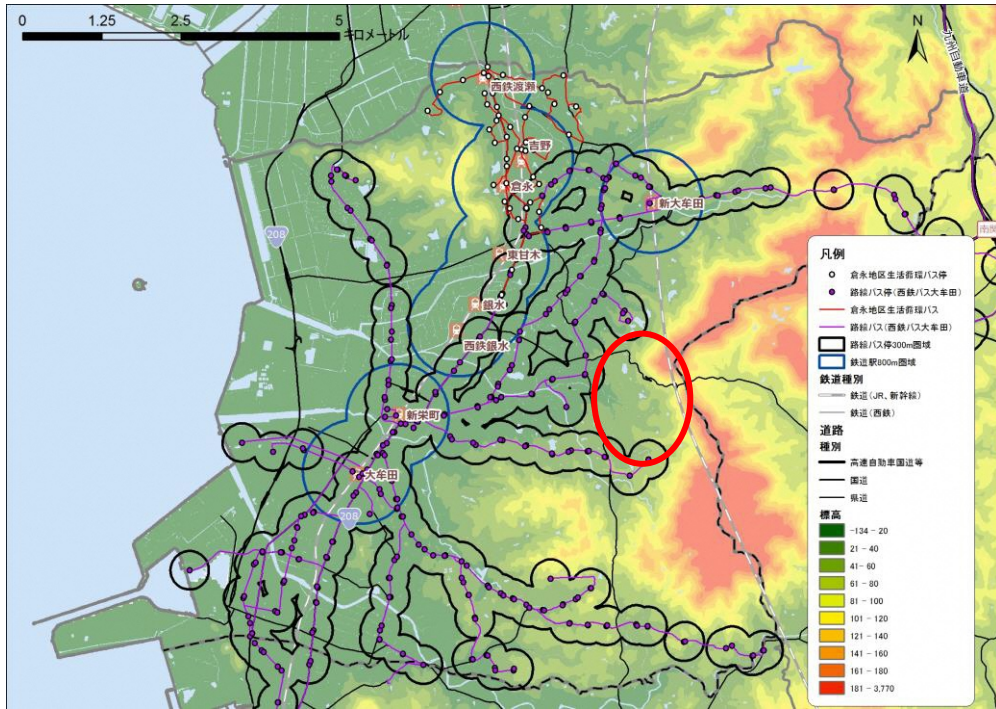 0 1.25 2.5 5
キロメートル
N
九州自動車道
西鉄渡瀬
吉野
倉永
新大牟田
208
東甘木
銀水
西鉄銀水
新栄町
大牟田
208
南関
凡例
倉永地区生活循環バス停
路線バス停(西鉄バス大牟田)
倉永地区生活循環バス
路線バス(西鉄バス大牟田)
路線バス停300m圏域
鉄道駅800m圏域
鉄道種別
鉄道(JR、新幹線)
鉄道(西鉄)
道路
種別
高速自動車国道等
国道
県道
標高
-134 - 20
21 - 40
41 - 60
61 - 80
81 - 100
101 - 120
121 - 140
141 - 160
161 - 180
181 - 3,770